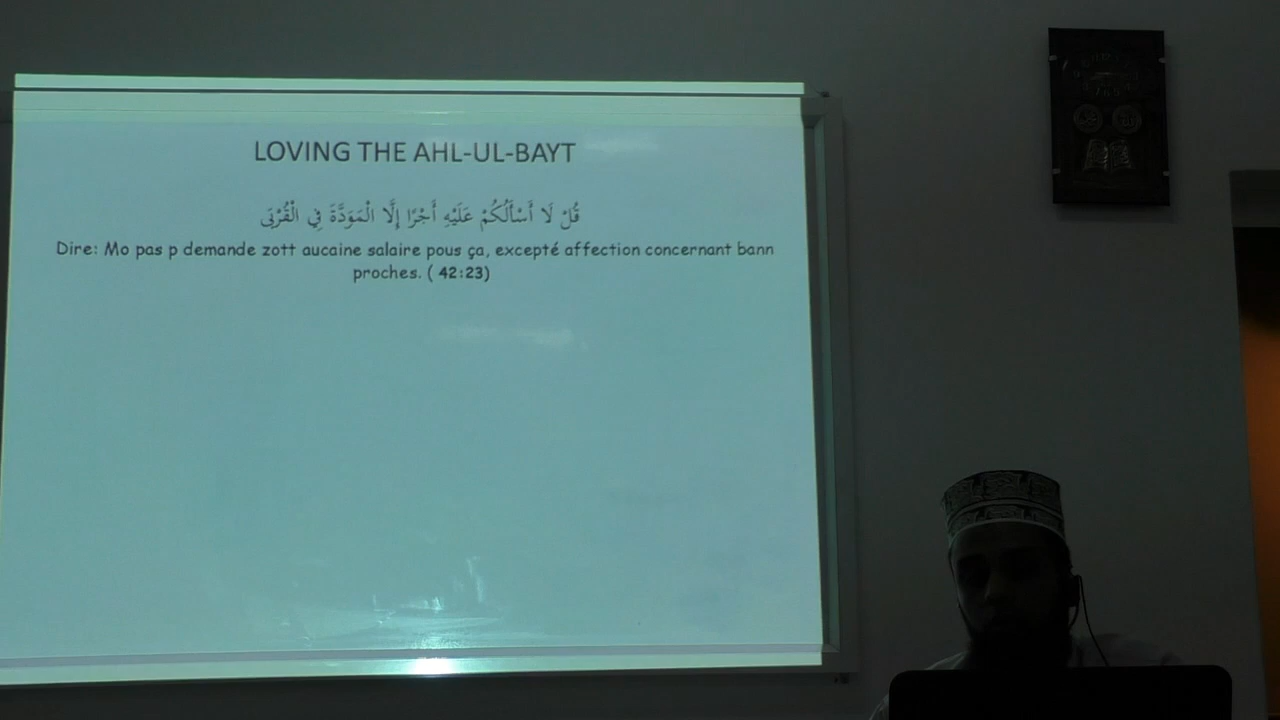 LOVING THE AHL-UL-BAYT
قُلْ لَا أَسْأَلُكُمْ عَلَيْهِ أَجْرًا إِلَّا الْمَوَدَّةَ فِي الْقُرْبَى
Dire: Mo pas p demande zott aucaine salaire pous ça, excepté affection concernant bann
proches. ( 42:23)